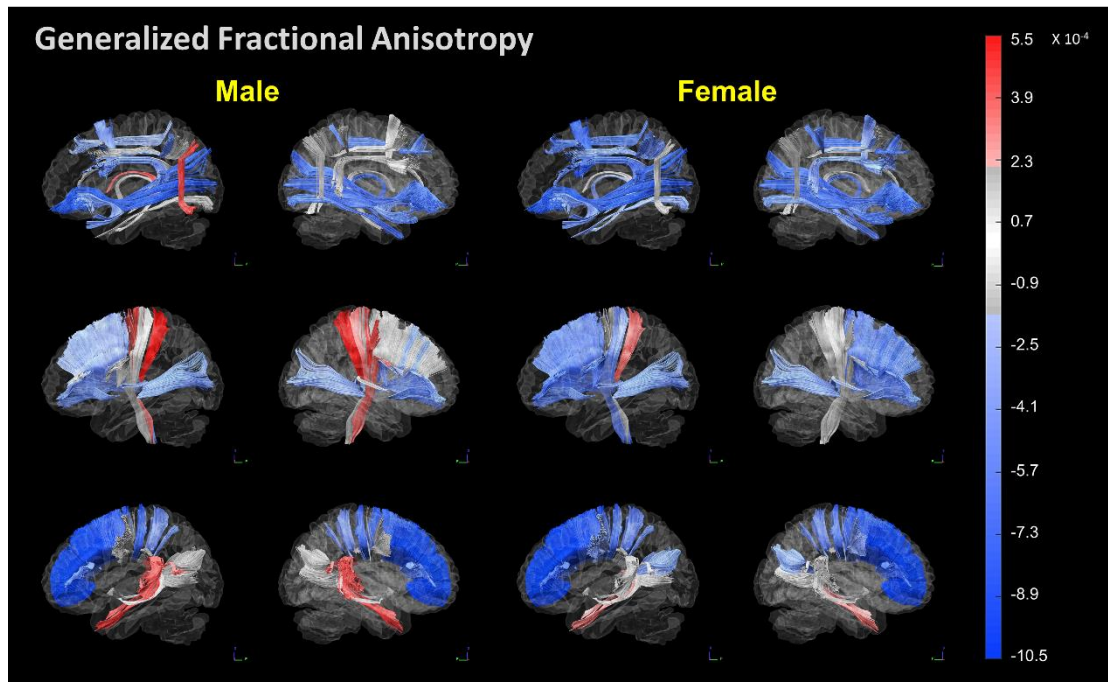 Generalized Fractional Anisotropy
Male
Female
5.5 X 10⁻⁴
3.9
2.3
0.7
-0.9
-2.5
-4.1
-5.7
-7.3
-8.9
-10.5